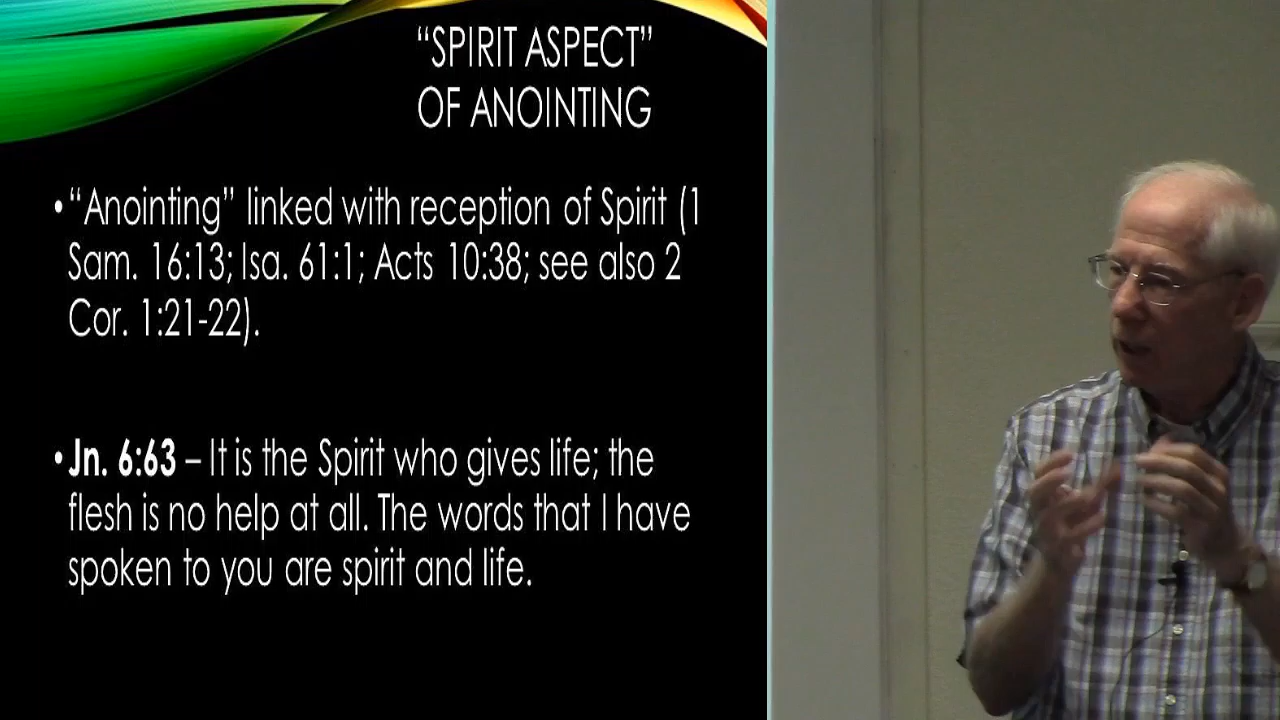 “SPIRIT ASPECT”
OF ANOINTING
• “Anointing” linked with reception of Spirit (1
Sam. 16:13; Isa. 61:1; Acts 10:38; see also 2
Cor. 1:21-22).
• Jn. 6:63 – It is the Spirit who gives life; the
flesh is no help at all. The words that I have
spoken to you are spirit and life.